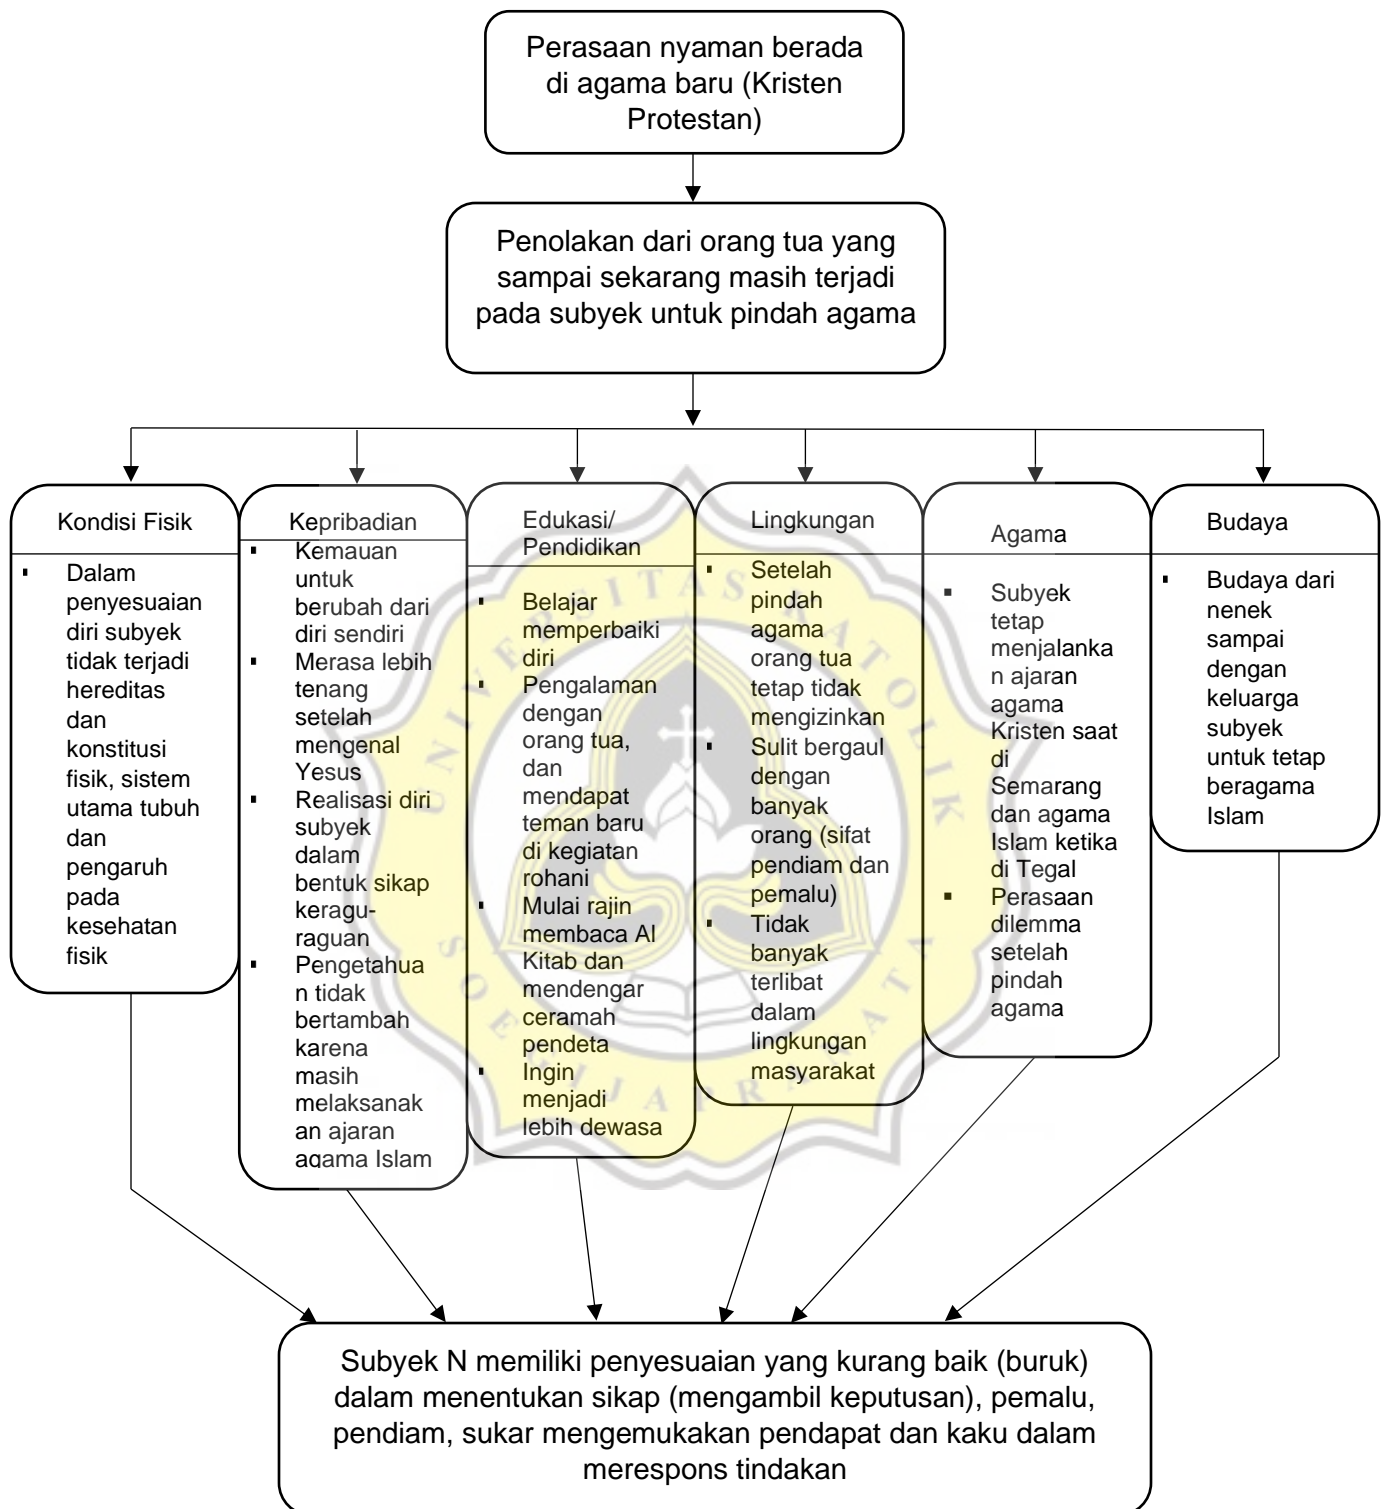 Perasaan nyaman berada
di agama baru (Kristen
Protestan)
Penolakan dari orang tua yang
sampai sekarang masih terjadi
pada subyek untuk pindah agama
Kondisi Fisik
▪ Dalam
penyesuaian
diri subyek
tidak terjadi
hereditas
dan
konstitusi
fisik, sistem
utama tubuh
dan
pengaruh
pada
kesehatan
fisik
Kepribadian
▪ Kemauan
untuk
berubah dari
diri sendiri
▪ Merasa lebih
tenang
setelah
mengenal
Yesus
▪ Realisasi diri
subyek
dalam
bentuk sikap
keragu-
raguan
▪ Pengetahua
n tidak
bertambah
karena
masih
melaksanak
an ajaran
agama Islam
Edukasi/
Pendidikan
▪ Belajar
memperbaiki
diri
▪ Pengalaman
dengan
orang tua,
dan
mendapat
teman baru
di kegiatan
rohani
▪ Mulai rajin
membaca Al
Kitab dan
mendengar
ceramah
pendeta
▪ Ingin
menjadi
lebih dewasa
Lingkungan
▪ Setelah
pindah
agama
orang tua
tetap tidak
mengizinkan
▪ Sulit bergaul
dengan
banyak
orang (sifat
pendiam dan
pemalu)
▪ Tidak
banyak
terlibat
dalam
lingkungan
masyarakat
Agama
▪ Subyek
tetap
menjalanka
n ajaran
agama
Kristen saat
di
Semarang
dan agama
Islam ketika
di Tegal
▪ Perasaan
dilemma
setelah
pindah
agama
Budaya
▪ Budaya dari
nenek
sampai
dengan
keluarga
subyek
untuk tetap
beragama
Islam
Subyek N memiliki penyesuaian yang kurang baik (buruk)
dalam menentukan sikap (mengambil keputusan), pemalu,
pendiam, sukar mengemukakan pendapat dan kaku dalam
merespons tindakan
UNIVERSITAS KATOLIK
SOEGIJAPRANATA